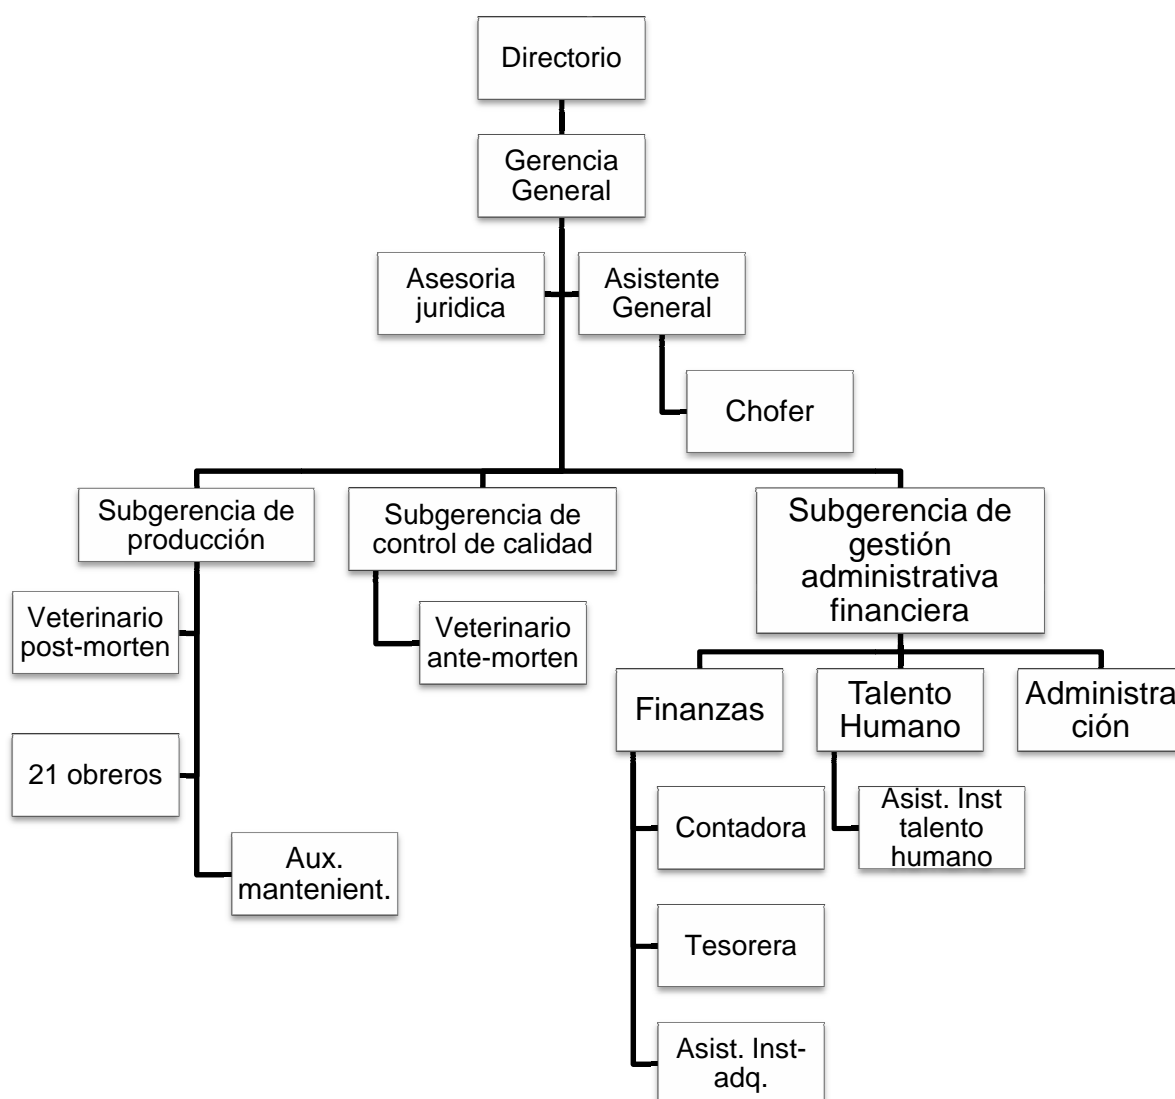 Directorio
Gerencia
General
Asesoria
juridica
Asistente
General
Chofer
Subgerencia de
producción
Subgerencia de
control de calidad
Subgerencia de
gestión
administrativa
financiera
Veterinario
post-morten
Veterinario
ante-morten
21 obreros
Aux.
mantenient.
Finanzas
Talento
Humano
Administra
ción
Contadora
Asist. Inst
talento
humano
Tesorera
Asist. Inst-
adq.